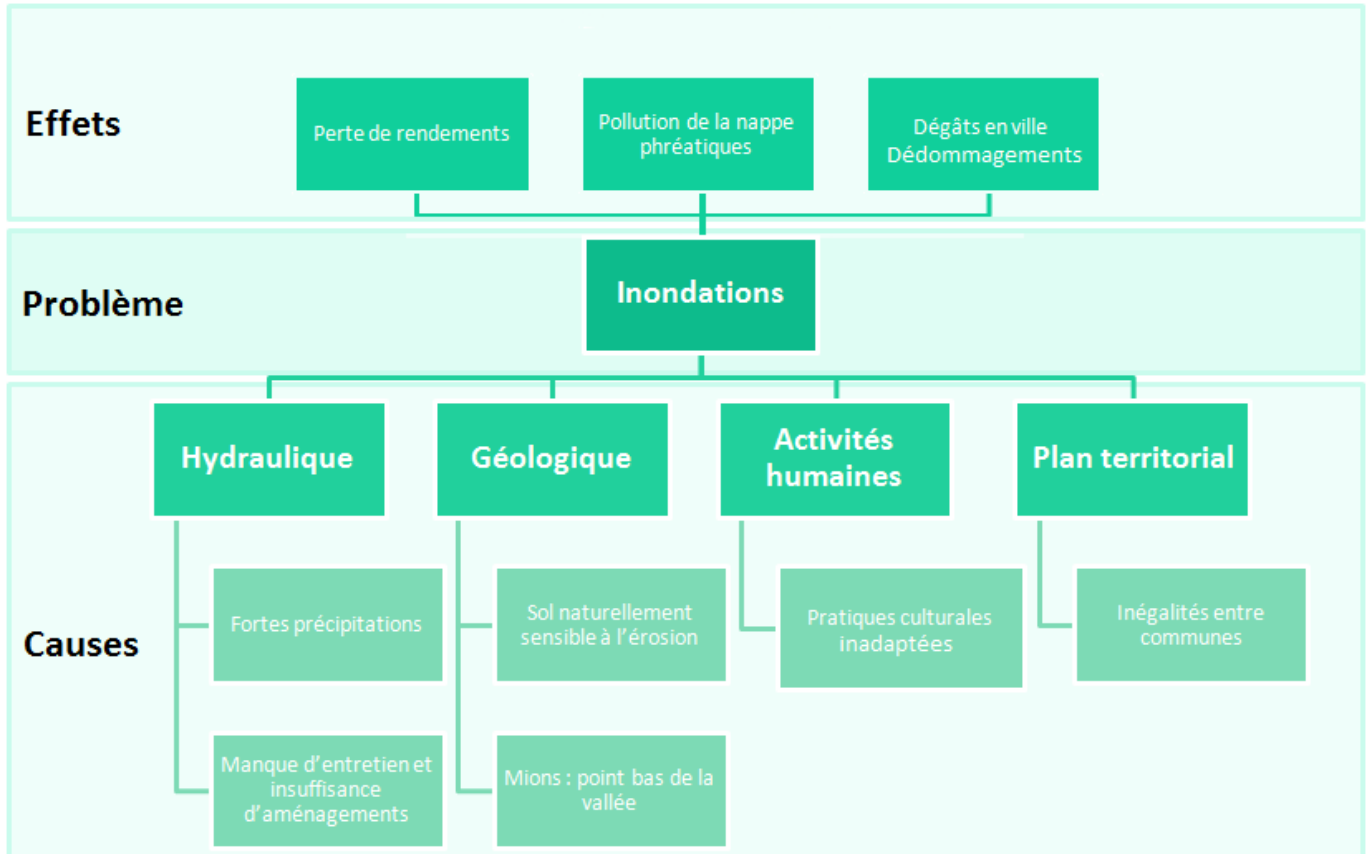 Effets
Perte de rendements
Pollution de la nappe
phréatiques
Dégâts en ville
Dédommagements
Problème
Inondations
Causes
Hydraulique
Géologique
Activités
humaines
Plan territorial
Fortes précipitations
Sol naturellement
sensible à l'érosion
Pratiques culturales
inadaptées
Inégalités entre
communes
Manque d'entretien et
insuffisance
d'aménagements
Mions : point bas de la
vallée